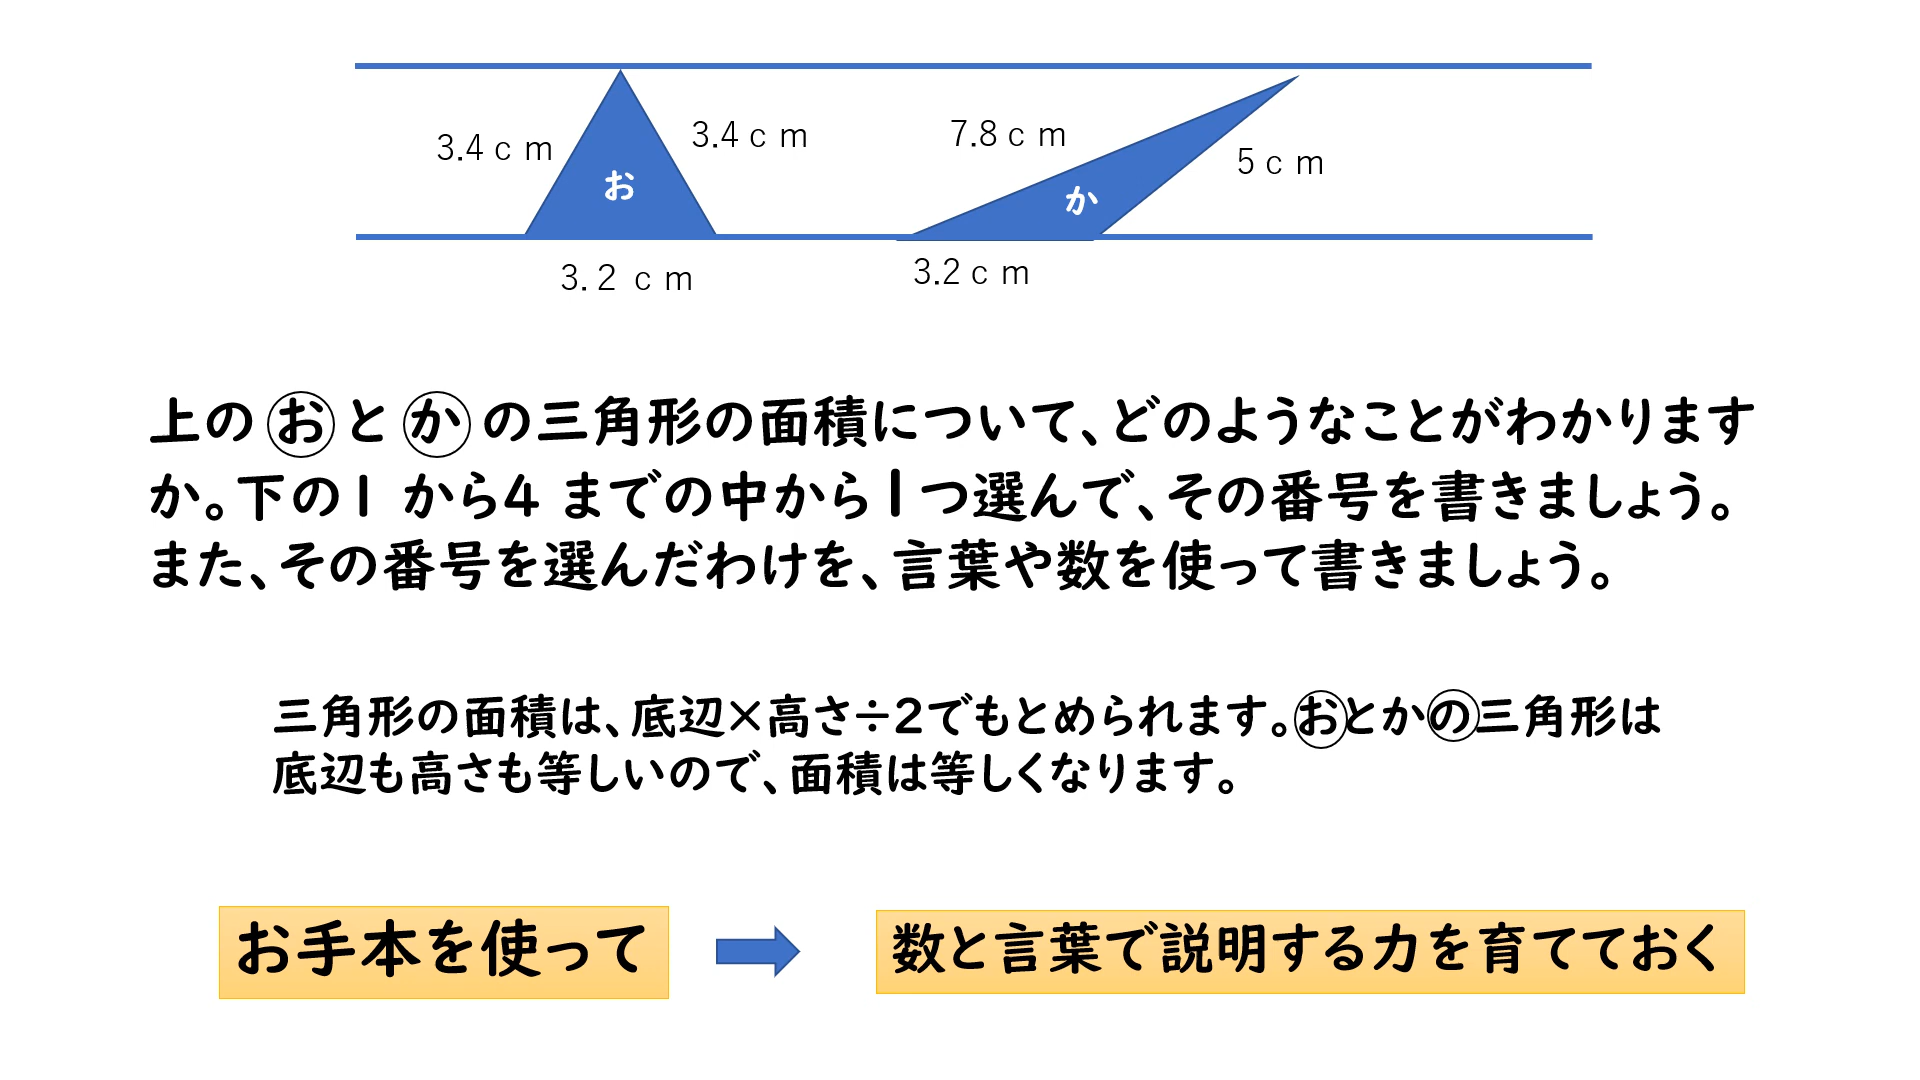 3.4ｃｍ
3.4ｃｍ
7.8ｃｍ
5ｃｍ
お
か
3.２ ｃｍ
3.2ｃｍ
上の お と か の三角形の面積について、どのようなことがわかります
か。下の１ から4 までの中から１つ選んで、その番号を書きましょう。
また、その番号を選んだわけを、言葉や数を使って書きましょう。
三角形の面積は、底辺×高さ÷2でもとめられます。おとかの三角形は
底辺も高さも等しいので、面積は等しくなります。
お手本を使って
数と言葉で説明する力を育てておく